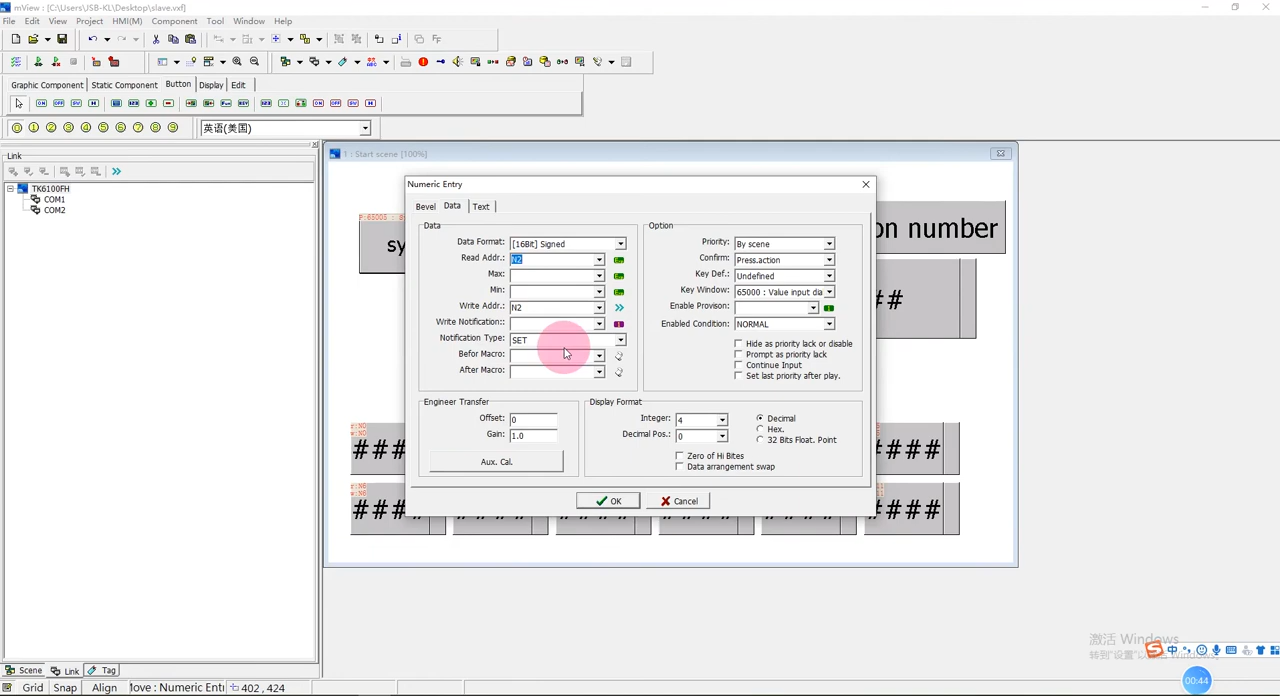 mView : [C:\Users\JSB-KL\Desktop\slave.vxf]
File Edit View Project HMI(M) Component Tool Window Help
Graphic Component Static Component Button Display Edit
英语(美国)
Link
TK6100FH
COM1
COM2
1 : Start scene [100%]
Numeric Entry
Bevel Data Text
Data
Data Format: [16Bit] Signed
Read Addr.: N2
Max:
Min:
Write Addr.: N2
Write Notification::
Notification Type: SET
Befor Macro:
After Macro:
Option
Priority: By scene
Confirm: Press.action
Key Def.: Undefined
Key Window: 65000 : Value input dia
Enable Provison:
Enabled Condition: NORMAL
Hide as priority lack or disable
Prompt as priority lack
Continue Input
Set last priority after play.
Engineer Transfer
Offset: 0
Gain: 1.0
Aux. Cal.
Display Format
Integer: 4
Decimal Pos.: 0
Decimal
Hex.
32 Bits Float. Point
Zero of Hi Bites
Data arrangement swap
OK Cancel
on number
##
#### ####
#### #### #### #### #### ####
激活 Windows
中
Scene Link Tag
Grid Snap Align Move : Numeric Enti 402 , 424
00:44